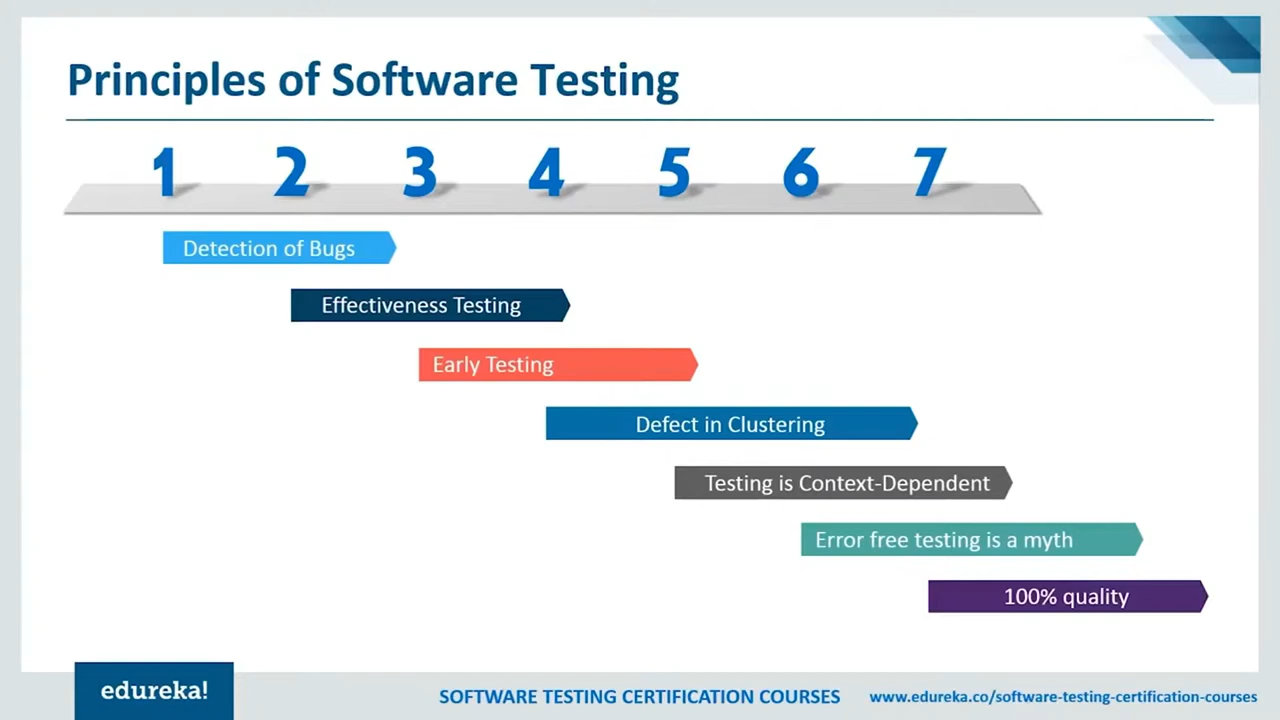 Principles of Software Testing
1 2 3 4 5 6 7
Detection of Bugs
Effectiveness Testing
Early Testing
Defect in Clustering
Testing is Context-Dependent
Error free testing is a myth
100% quality
edureka!
SOFTWARE TESTING CERTIFICATION COURSES
www.edureka.co/software-testing-certification-courses